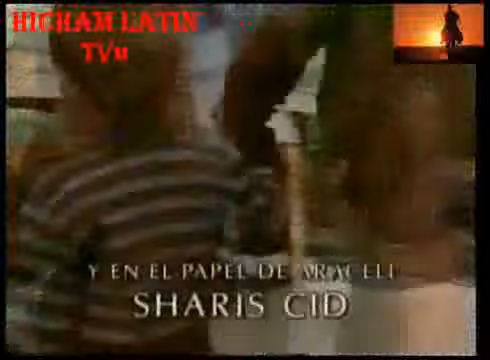 HICHAM LATIN
TVu
Y EN EL PAPEL DE ARACELI
SHARIS CID